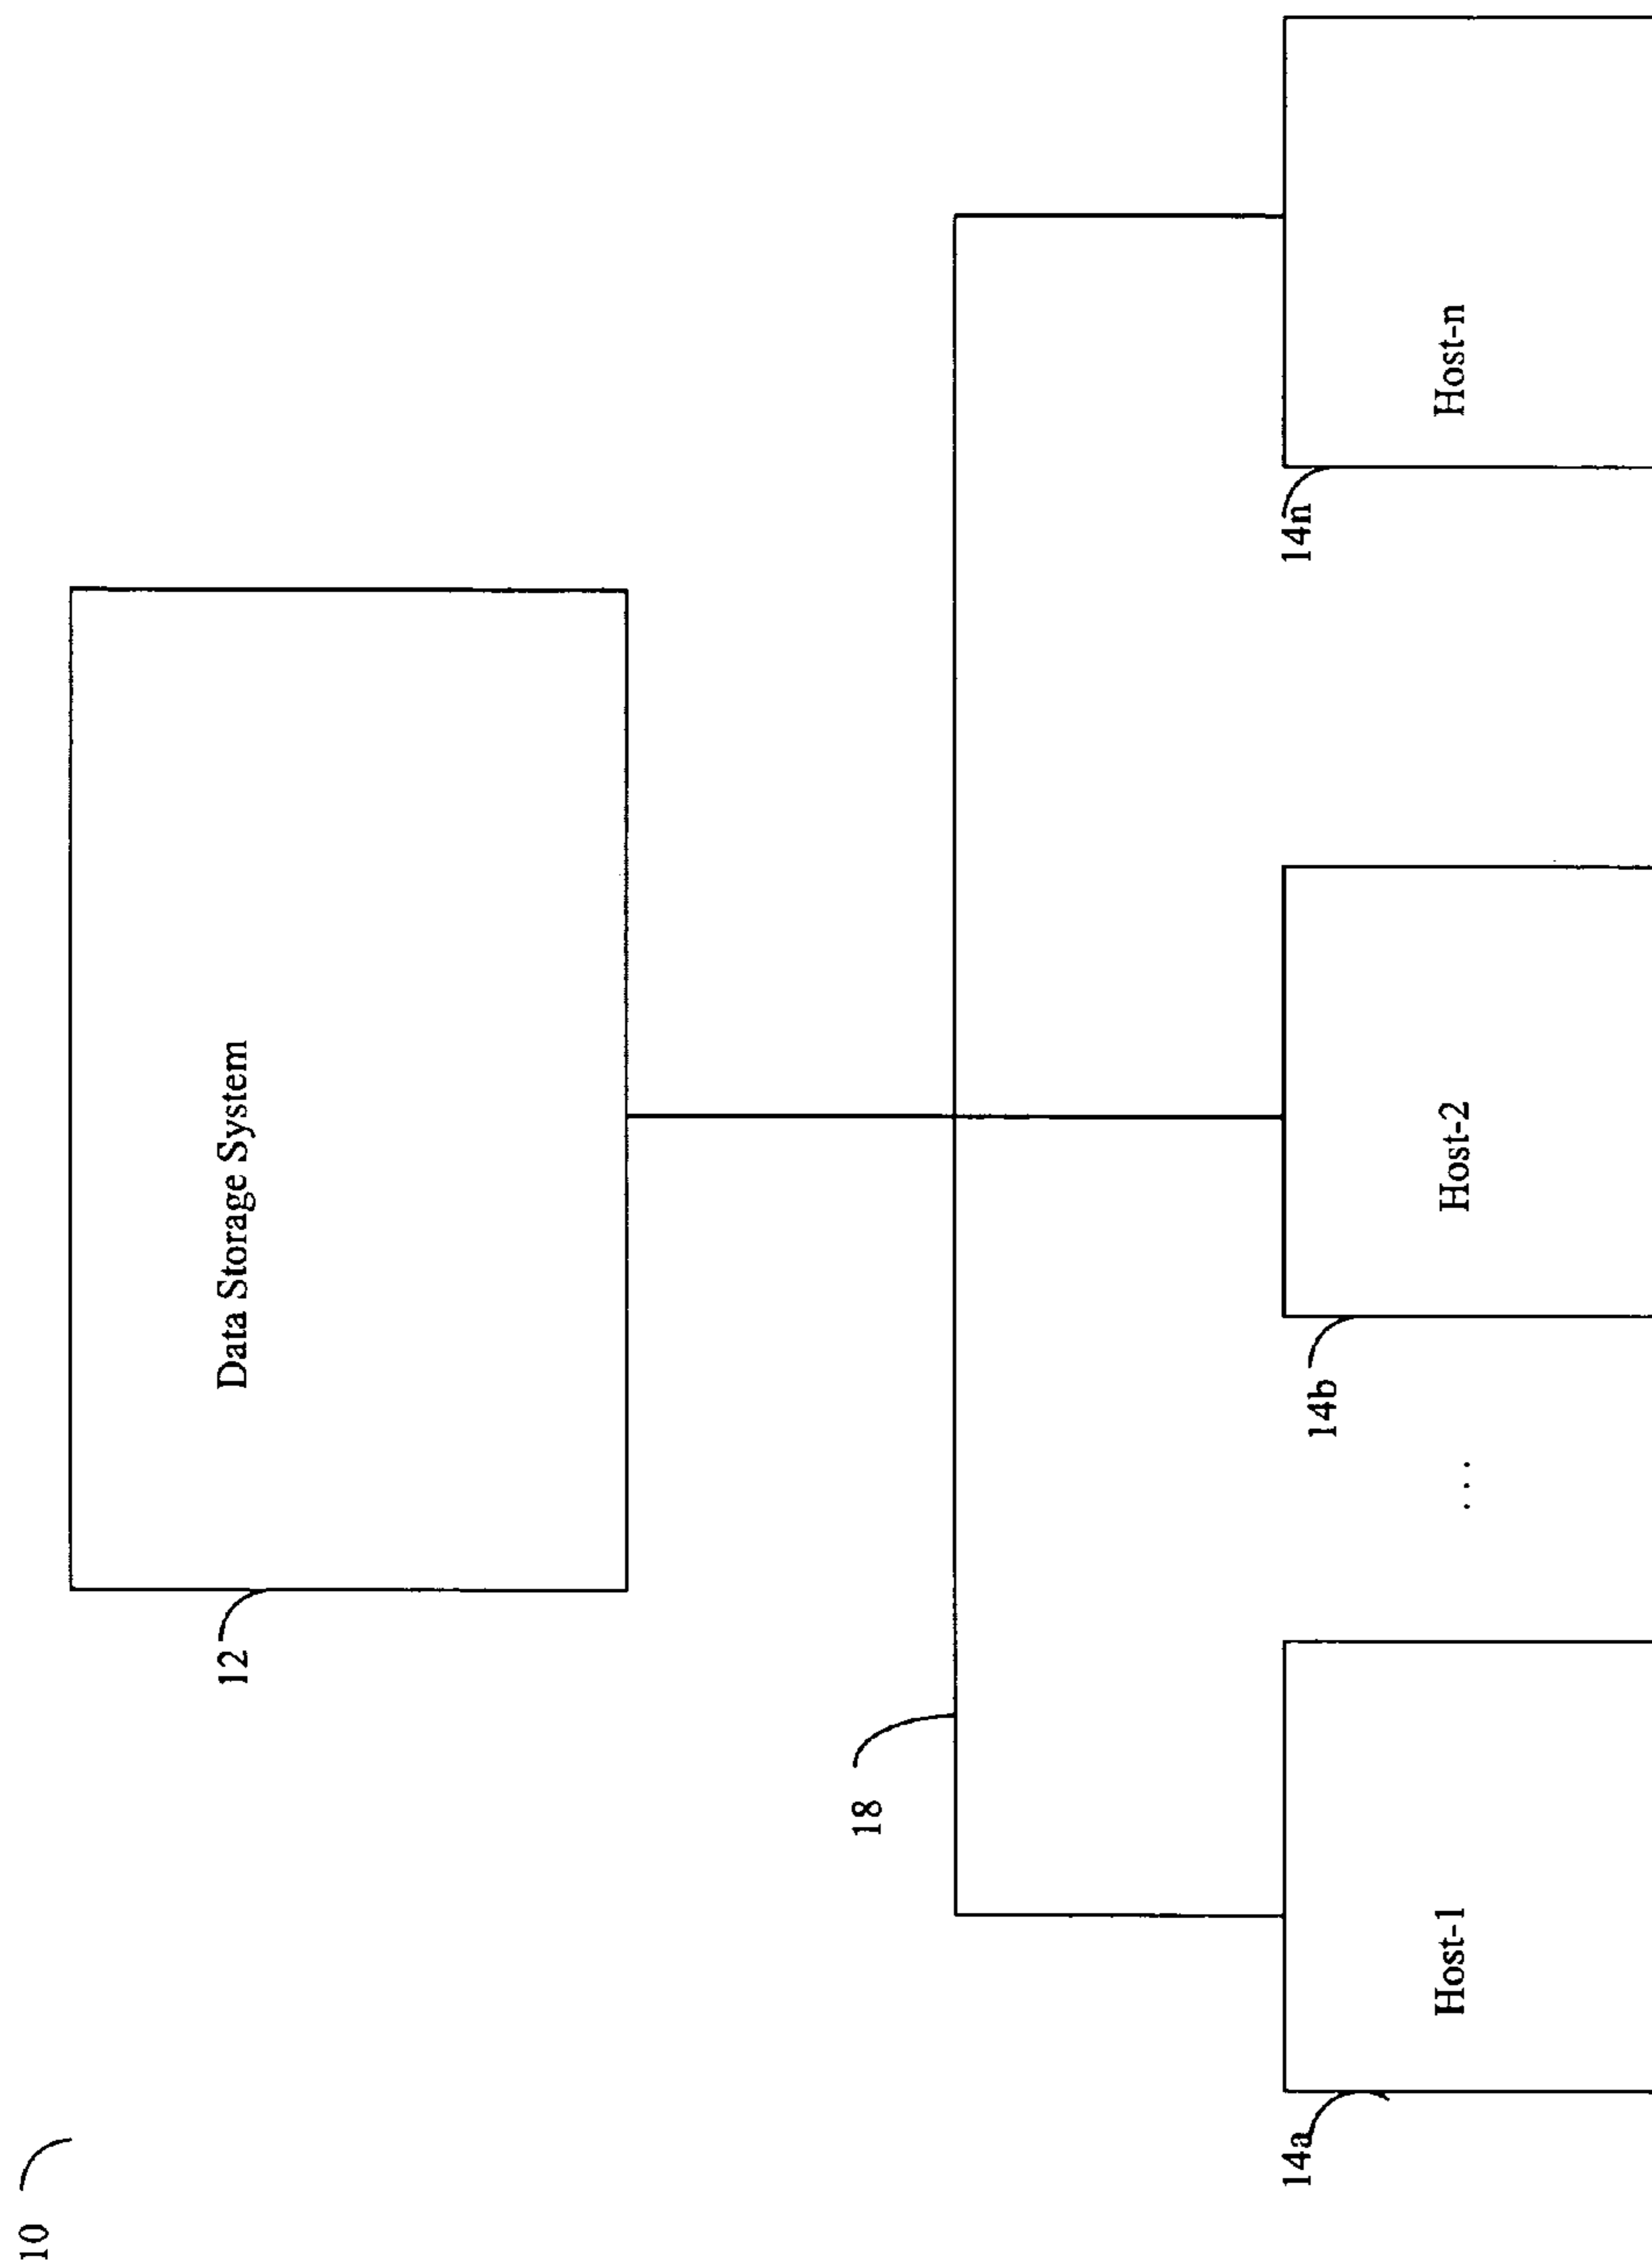 10
12
Data Storage System
18
14a
Host-1
...
14b
Host-2
14n
Host-n